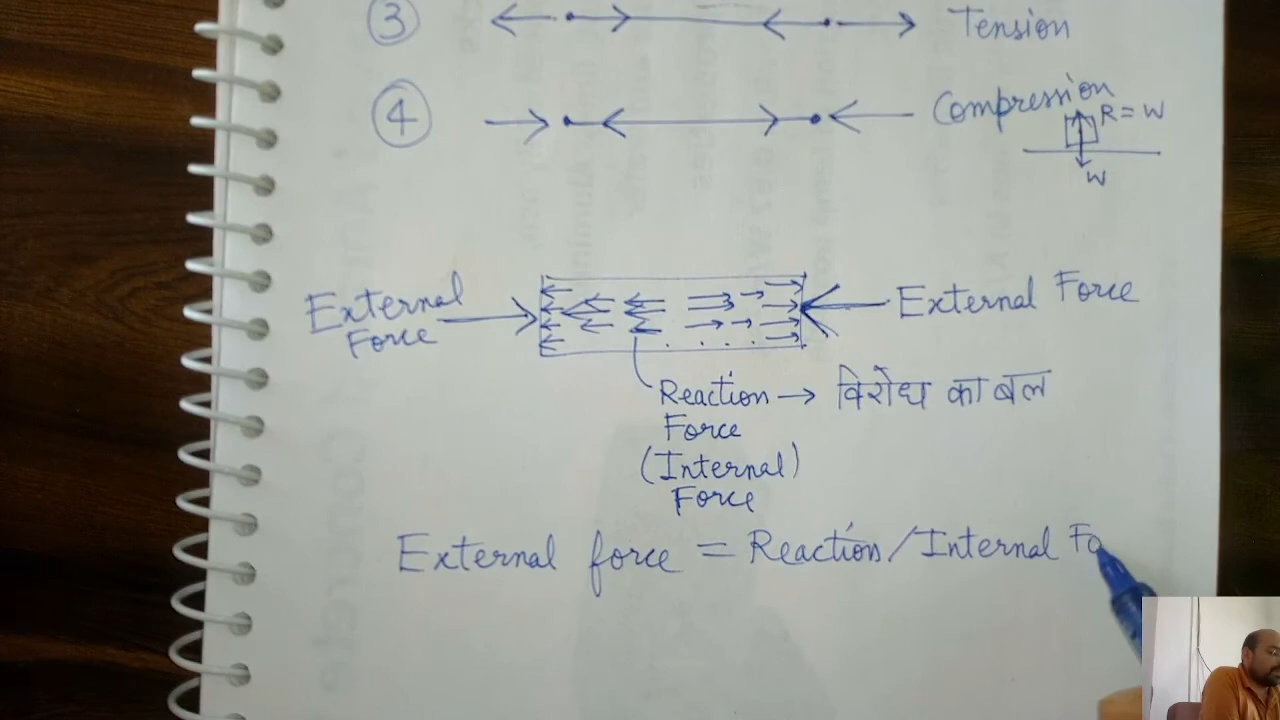 3 Tension
4 Compression
R = W
W
External
Force
External Force
Reaction → विरोध का बल
Force
(Internal)
Force
External force = Reaction/Internal Fo